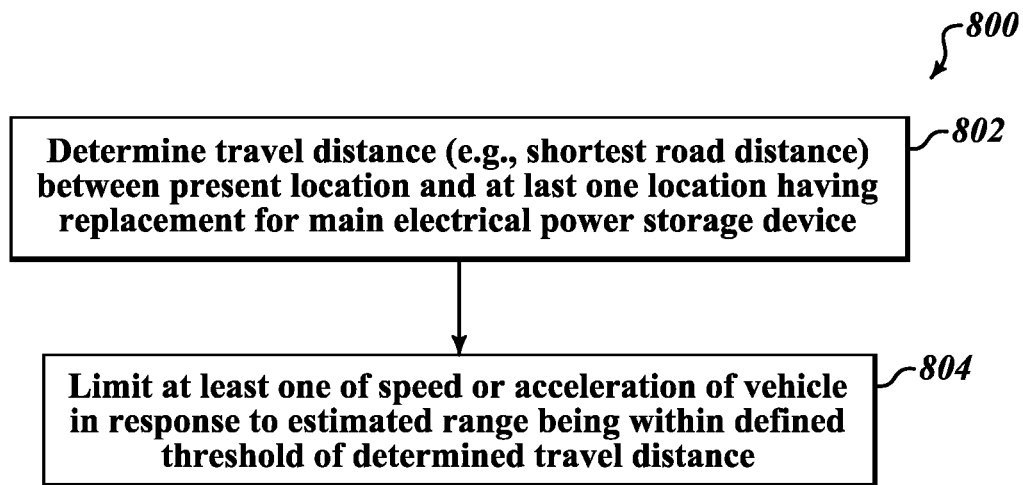 800
802
Determine travel distance (e.g., shortest road distance)
between present location and at last one location having
replacement for main electrical power storage device
804
Limit at least one of speed or acceleration of vehicle
in response to estimated range being within defined
threshold of determined travel distance